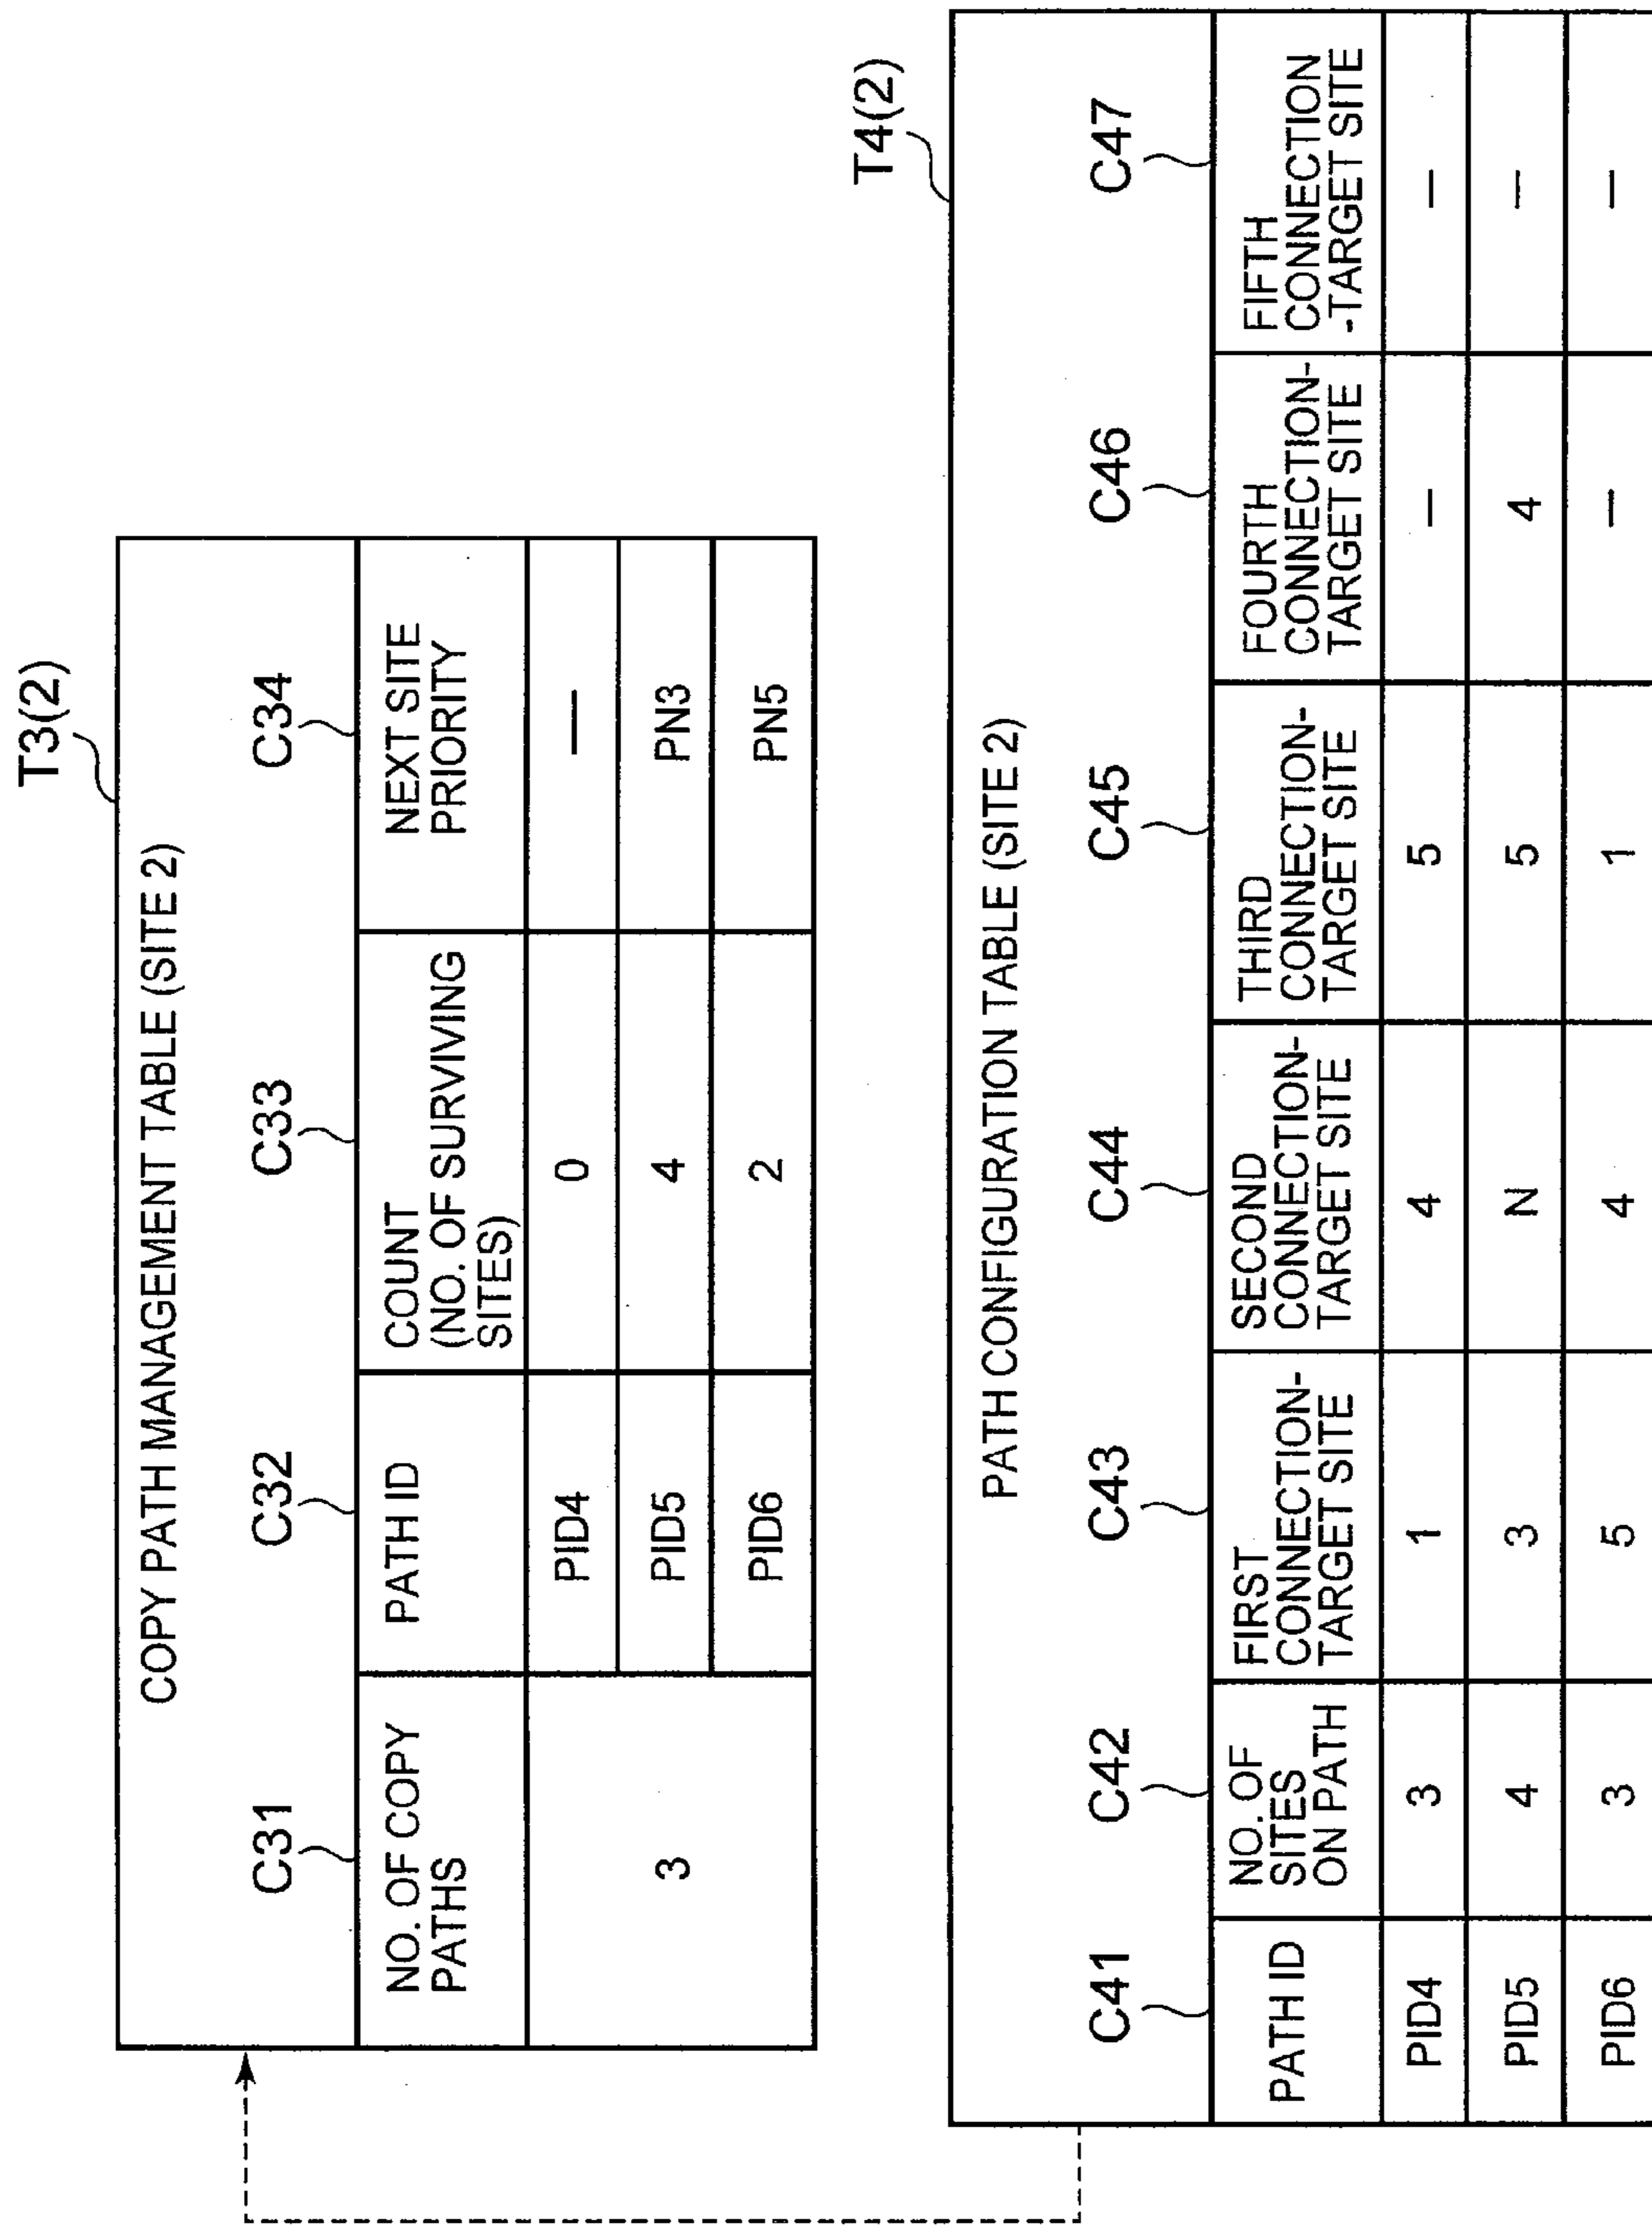 T3(2)
COPY PATH MANAGEMENT TABLE (SITE 2)
C31 C32 C33 C34
NO. OF COPY
PATHS
PATH ID
COUNT
(NO. OF SURVIVING
SITES)
NEXT SITE
PRIORITY
3
PID4 0 —
PID5 4 PN3
PID6 2 PN5
T4(2)
PATH CONFIGURATION TABLE (SITE 2)
C41 C42 C43 C44 C45 C46 C47
PATH ID
NO. OF
SITES
ON PATH
FIRST
CONNECTION-
TARGET SITE
SECOND
CONNECTION-
TARGET SITE
THIRD
CONNECTION-
TARGET SITE
FOURTH
CONNECTION-
TARGET SITE
FIFTH
CONNECTION
-TARGET SITE
PID4 3 1 4 5 — —
PID5 4 3 N 5 4 —
PID6 3 5 4 1 — —